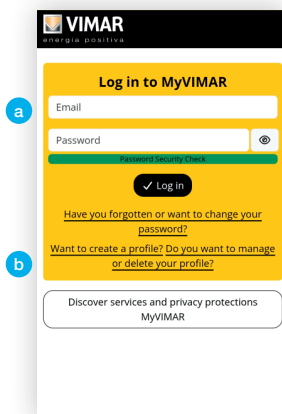 VIMAR
energia positiva
Log in to MyVIMAR
a
Email
Password
Password Security Check
✓ Log in
Have you forgotten or want to change your
password?
b
Want to create a profile? Do you want to manage
or delete your profile?
Discover services and privacy protections
MyVIMAR